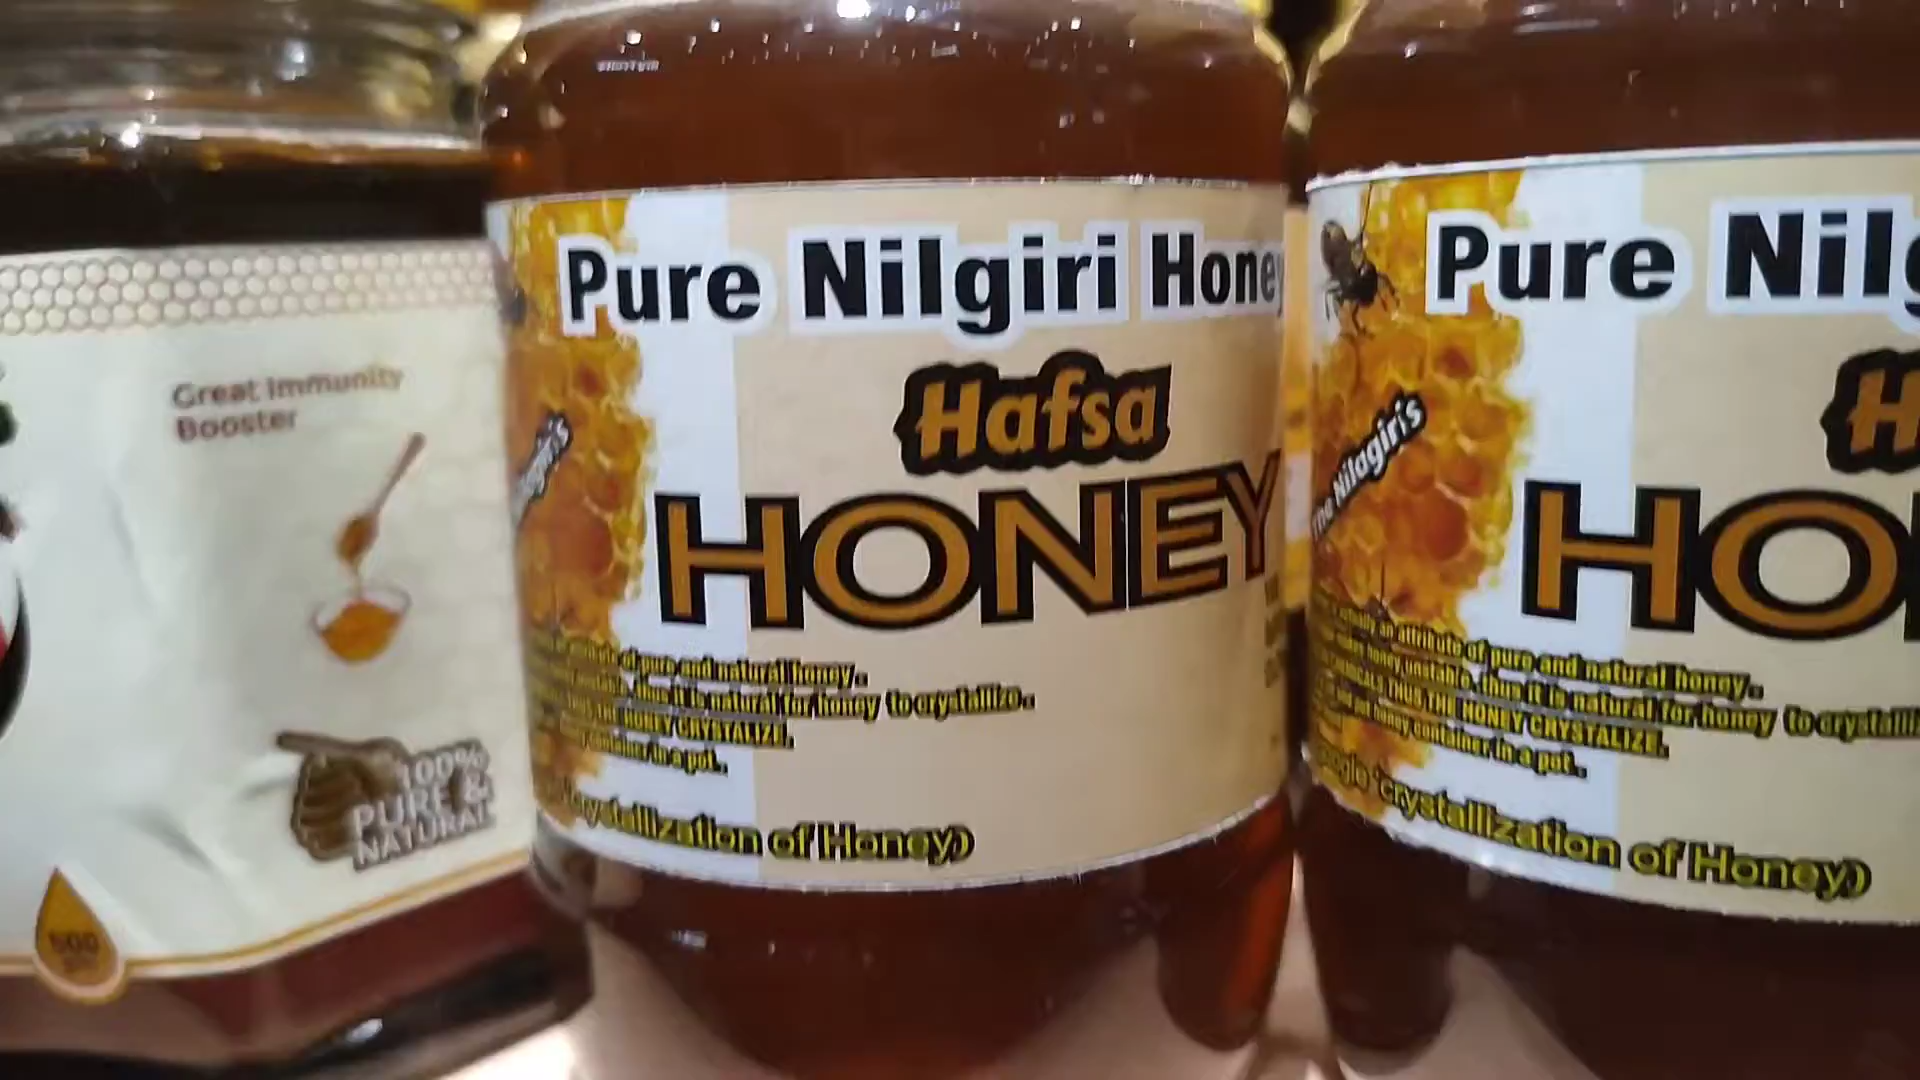 Great Immunity
Booster
100%
PURE &
NATURAL
500
Pure Nilgiri Honey
Hafsa
HONEY
of pure and natural honey.
thus it is natural for honey to crystallize.
THE HONEY CRYSTALIZE.
container in a pot.
crystallization of Honey)
Pure Nilg
The Nilagiri's
H
HO
an attribute of pure and natural honey.
honey unstable, thus it is natural for honey to crystalli
THUS THE HONEY CRYSTALIZE.
honey container in a pot.
'crystallization of Honey)